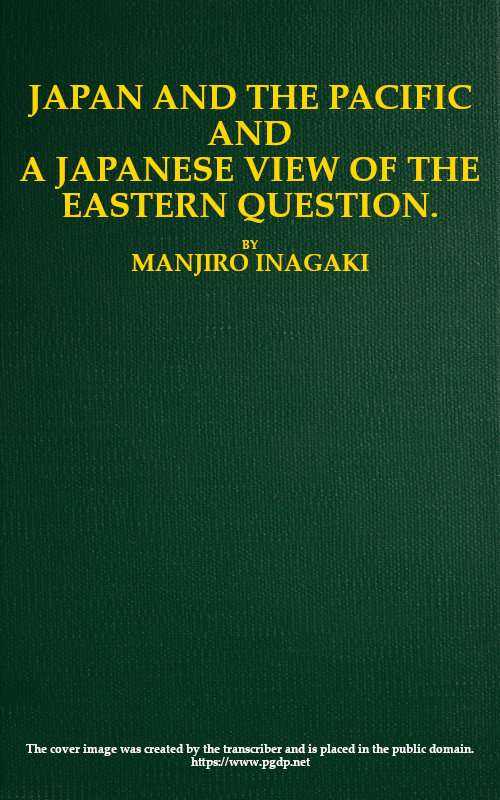 JAPAN AND THE PACIFIC
AND
A JAPANESE VIEW OF THE
EASTERN QUESTION.
BY
MANJIRO INAGAKI
The cover image was created by the transcriber and is placed in the public domain.
https://www.pgdp.net